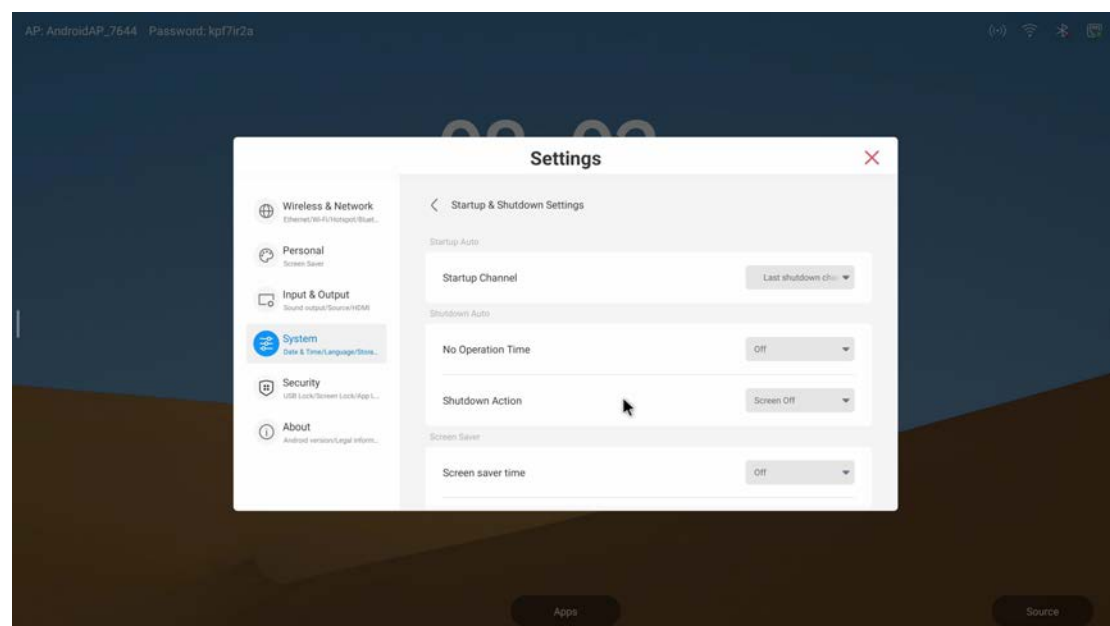 AP: AndroidAP_7644 Password: kpf7ir2a
Settings
Wireless & Network
Ethernet/Wi-Fi/Hotspot/Bluet...
Personal
Screen Saver
Input & Output
Sound output/Source/HDMI
System
Date & Time/Language/Stora...
Security
USB Lock/Screen Lock/App L...
About
Android version/Legal inform...
Startup & Shutdown Settings
Startup Auto
Startup Channel
Last shutdown cha
Shutdown Auto
No Operation Time
Off
Shutdown Action
Screen Off
Screen Saver
Screen saver time
Off
Apps
Source